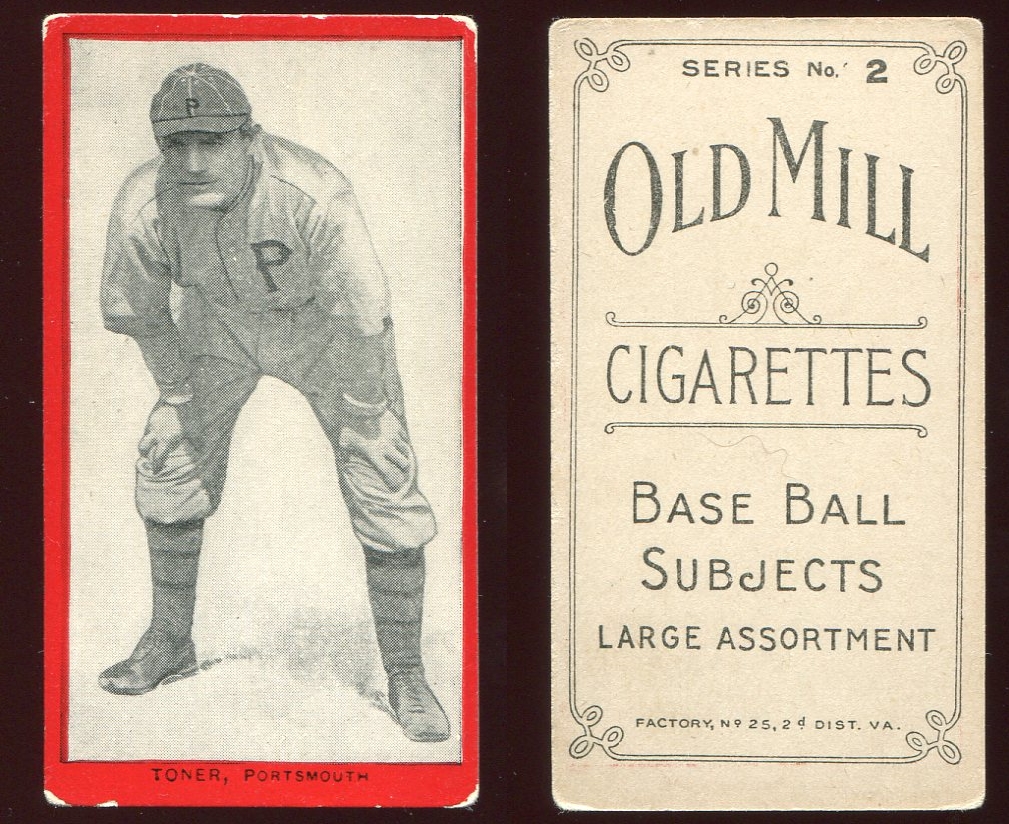 P
P
TONER, PORTSMOUTH
SERIES No. 2
OLD MILL
CIGARETTES
BASE BALL
SUBJECTS
LARGE ASSORTMENT
FACTORY, Nº 25, 2d DIST. VA.